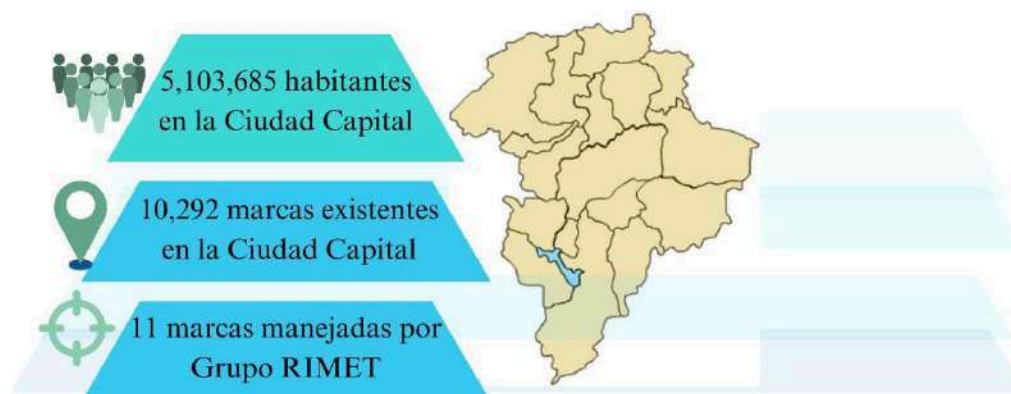 5,103,685 habitantes
en la Ciudad Capital
10,292 marcas existentes
en la Ciudad Capital
11 marcas manejadas por
Grupo RIMET